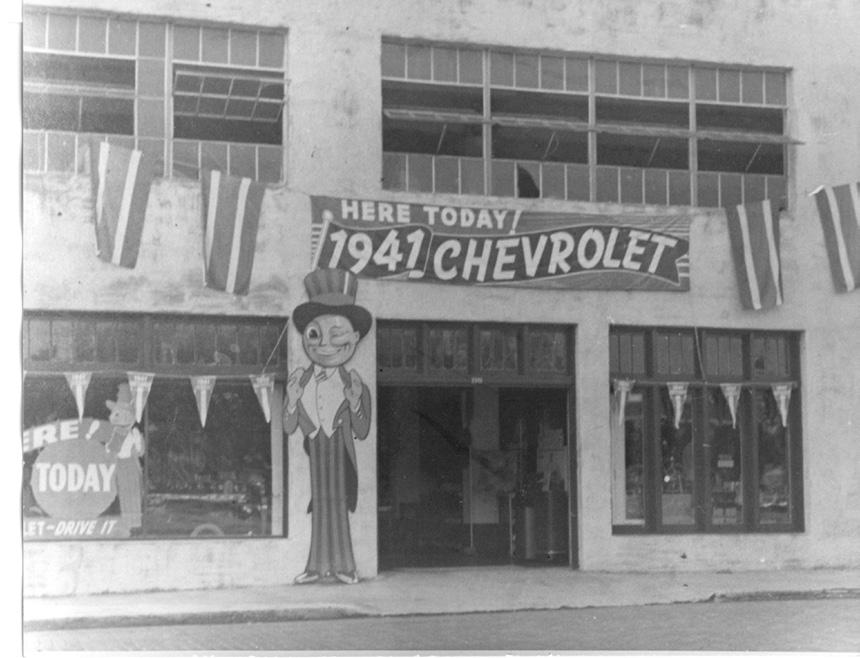 HERE TODAY!
1941 CHEVROLET
ERE!
TODAY
LET-DRIVE IT